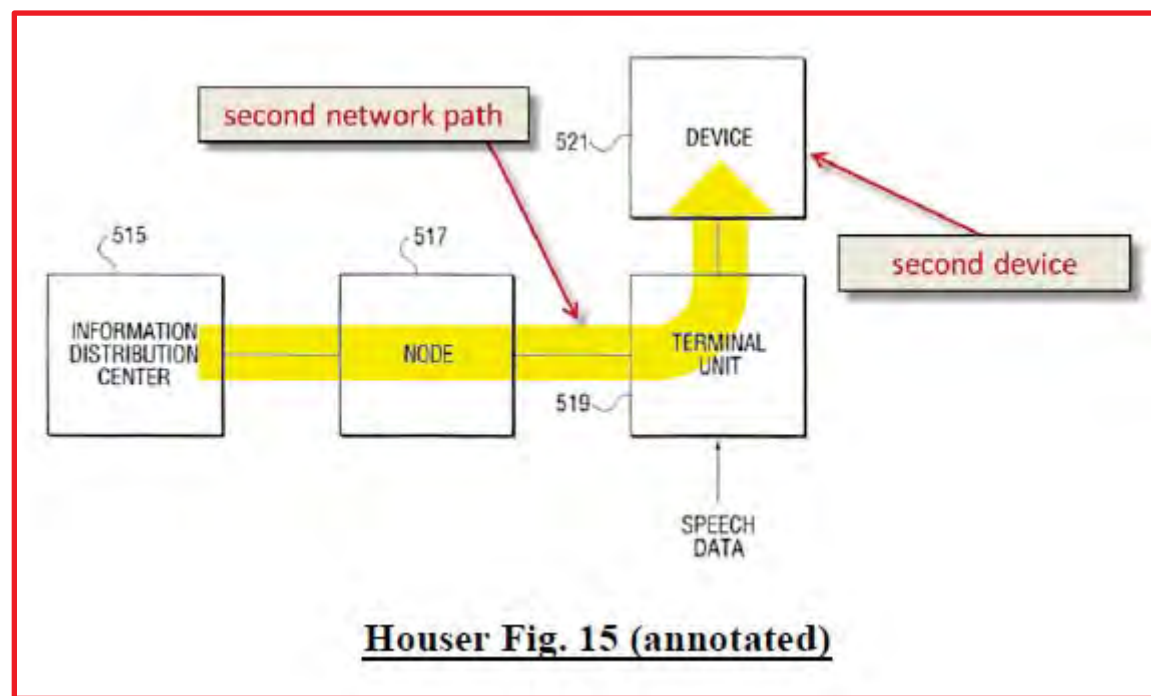 second network path
521
DEVICE
515
517
second device
INFORMATION
DISTRIBUTION
CENTER
NODE
TERMINAL
UNIT
519
SPEECH
DATA
Houser Fig. 15 (annotated)